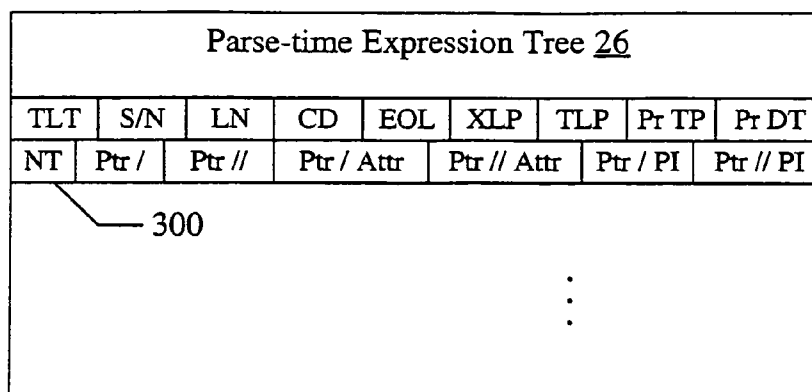 Parse-time Expression Tree 26
TLT S/N LN CD EOL XLP TLP Pr TP Pr DT
NT Ptr / Ptr // Ptr / Attr Ptr // Attr Ptr / PI Ptr // PI
300